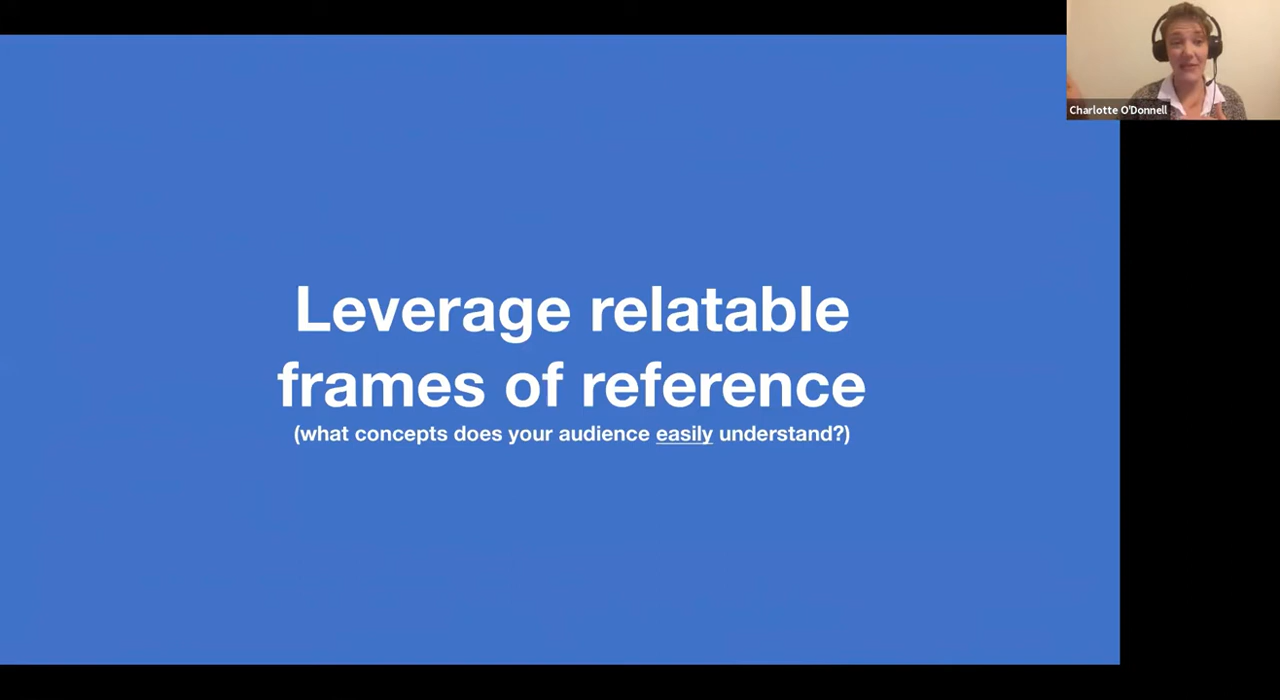 Charlotte O'Donnell
Leverage relatable
frames of reference
(what concepts does your audience easily understand?)